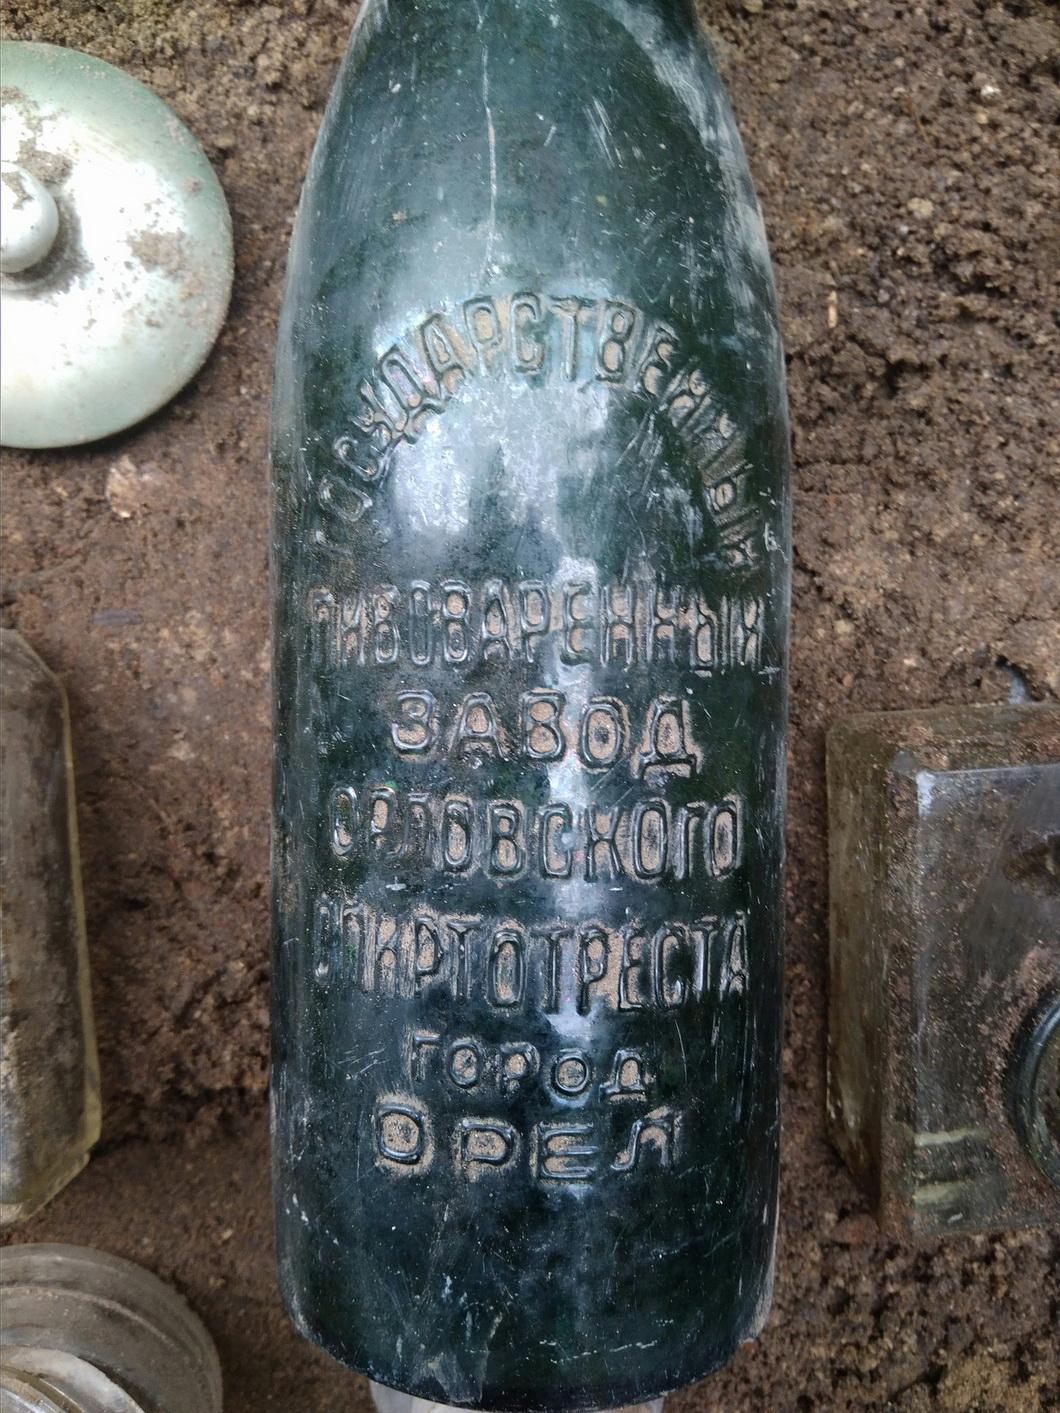 ГОСУДАРСТВЕННЫЙ
ПИВОВАРЕННЫЙ
ЗАВОД
ОРЛОВСКОГО
СПИРТОТРЕСТА
ГОРОД
ОРЕЛ